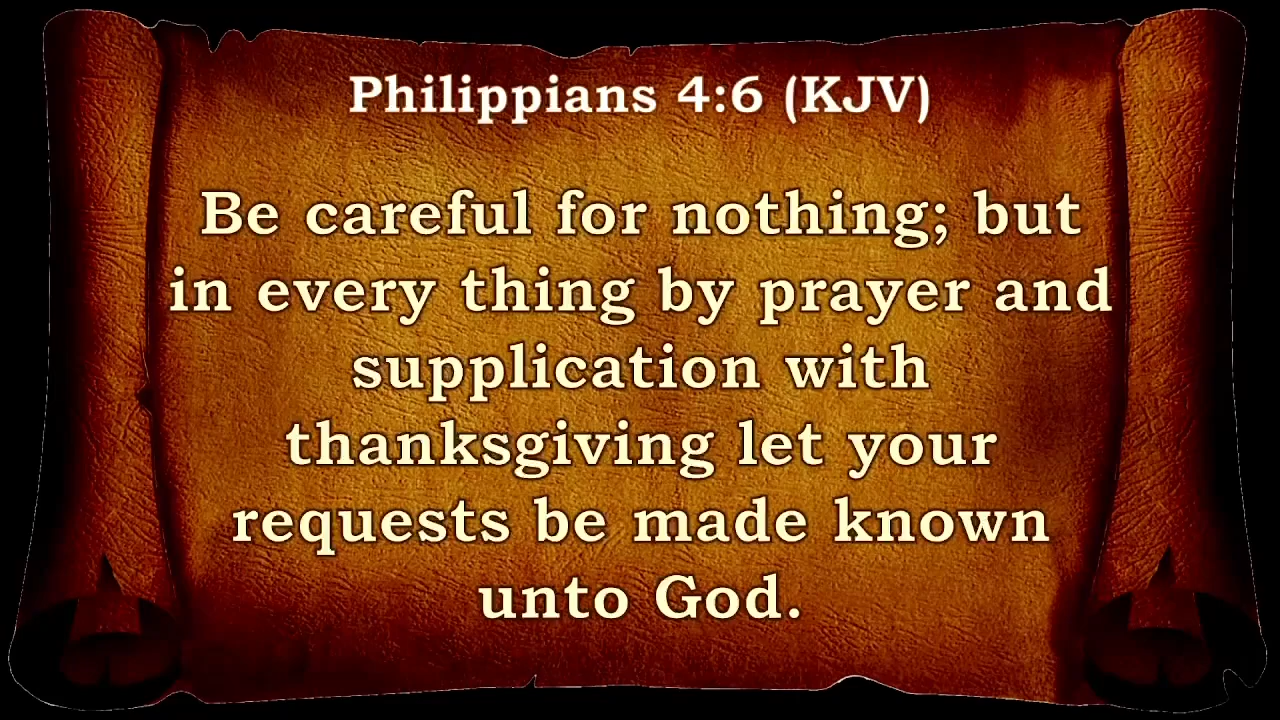 Philippians 4:6 (KJV)
Be careful for nothing; but
in every thing by prayer and
supplication with
thanksgiving let your
requests be made known
unto God.